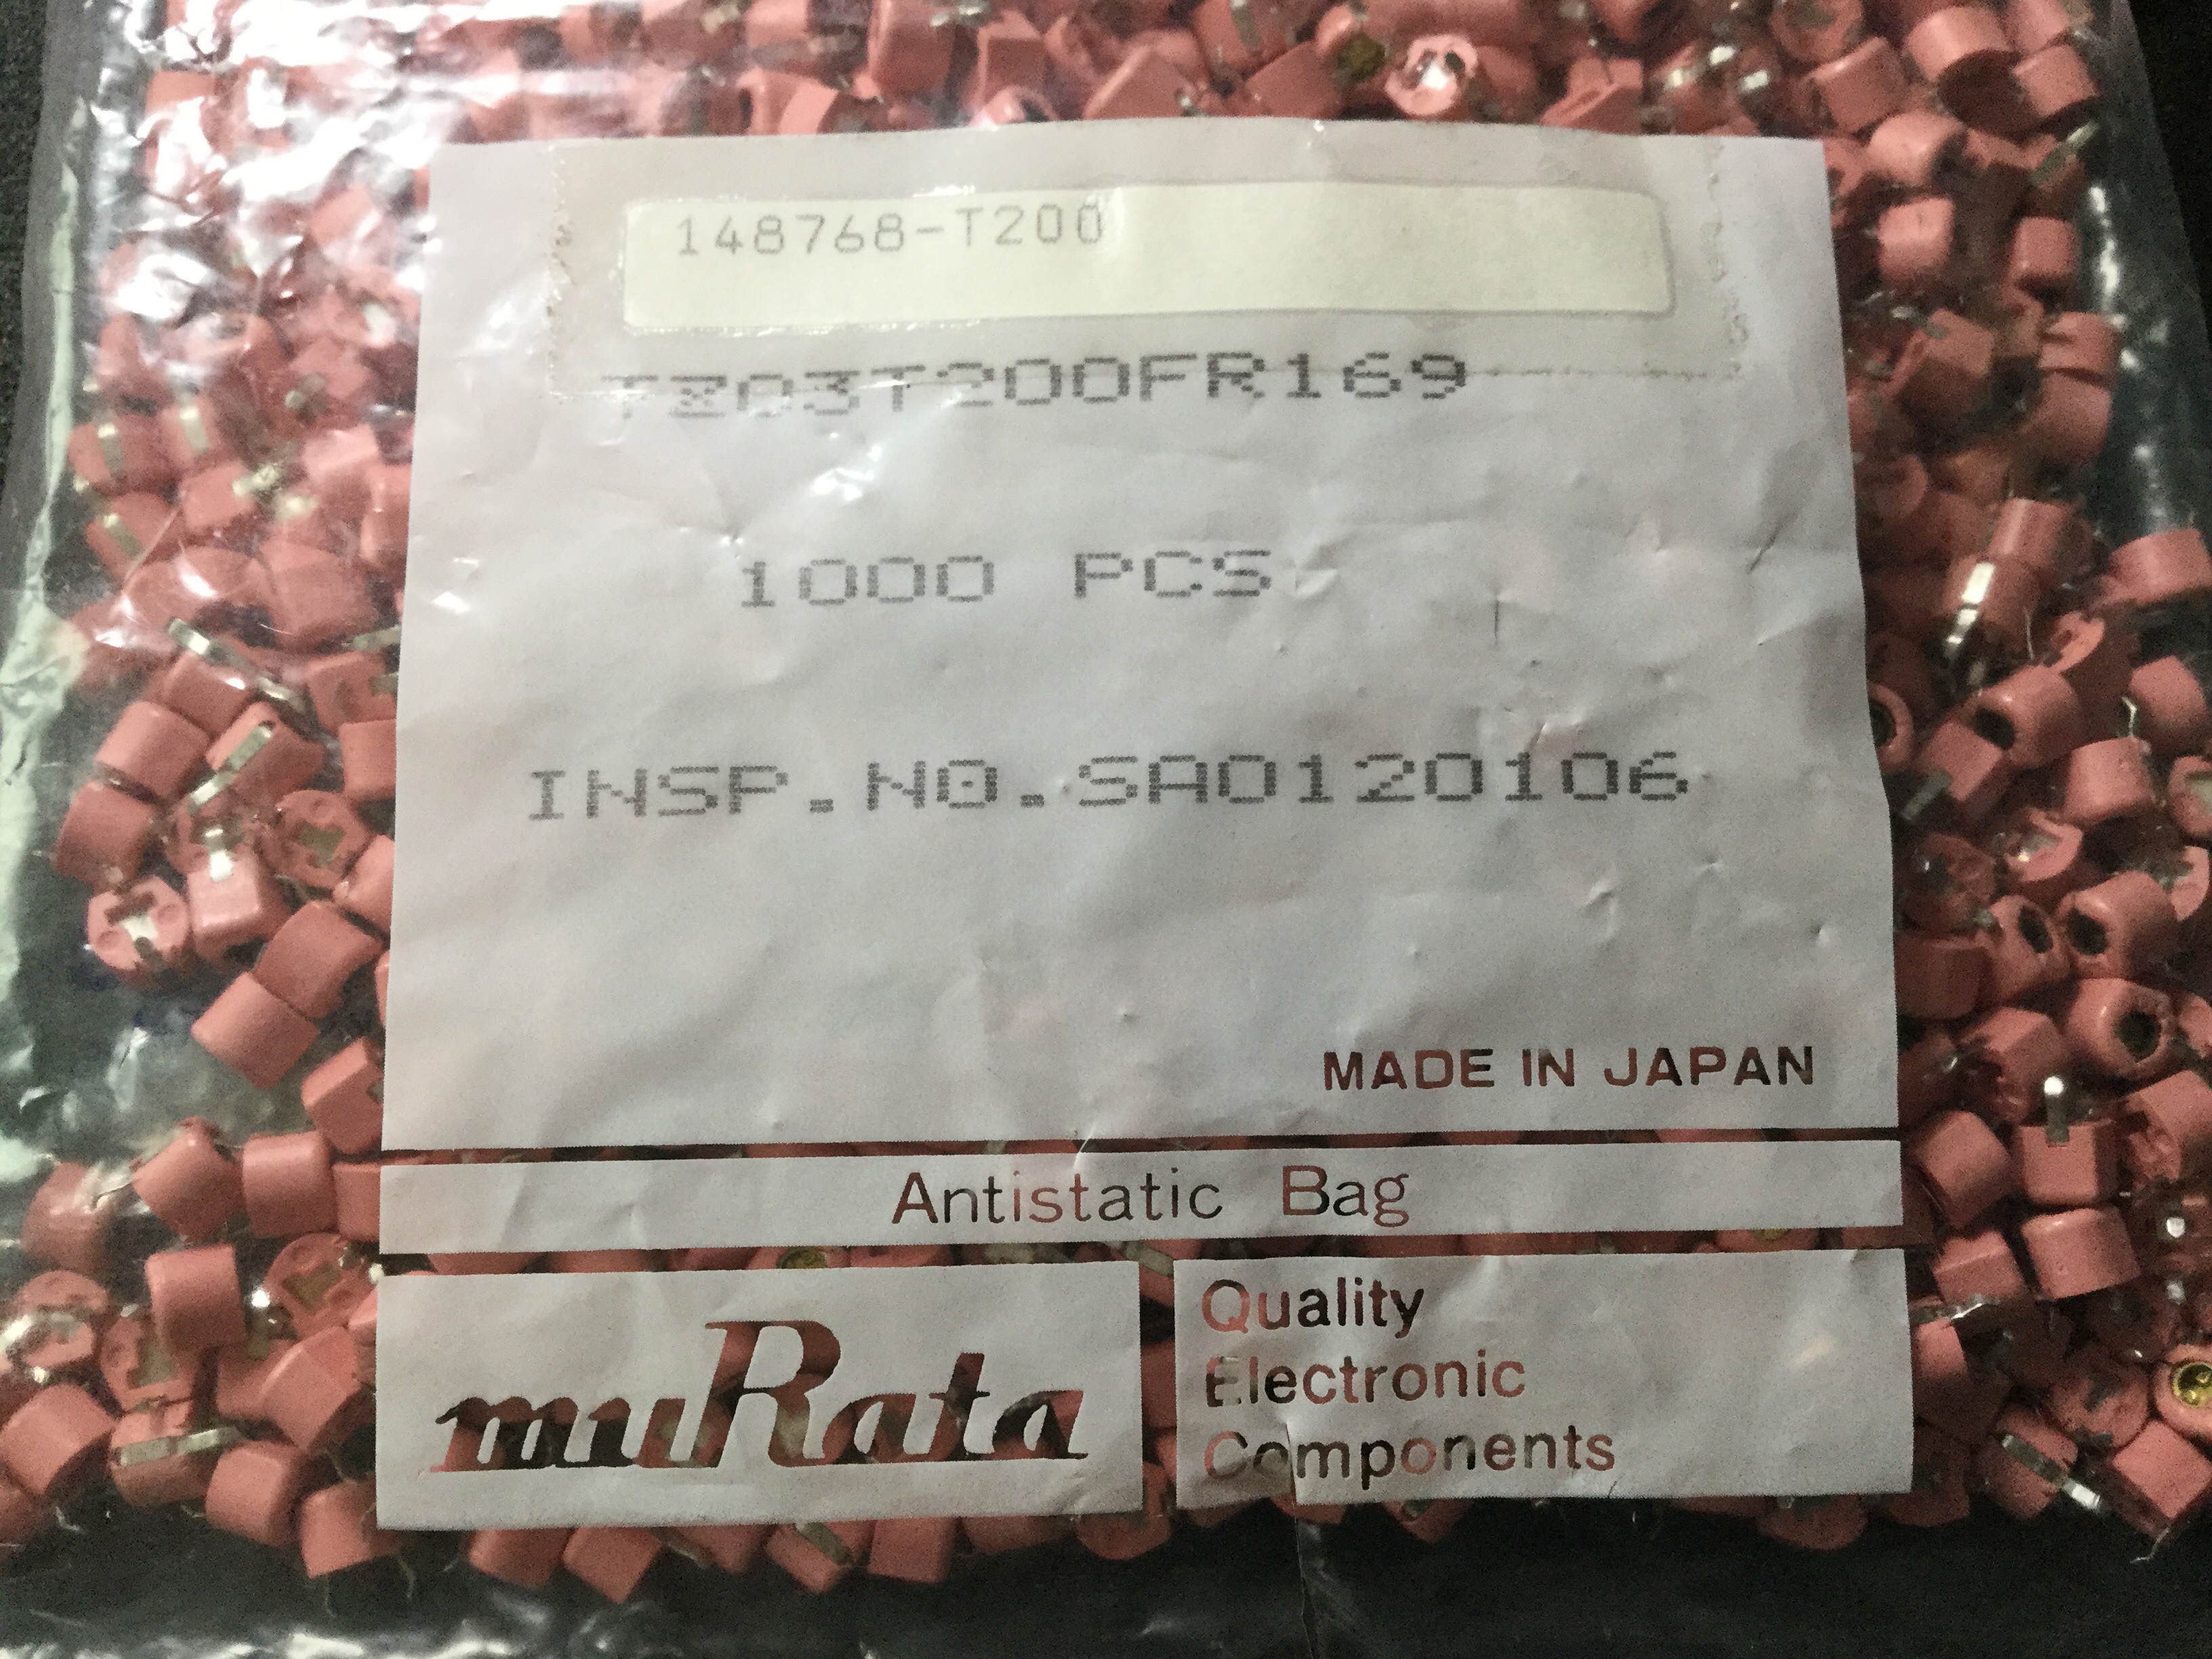 148768-T200
TZ03T200FR169
1000 PCS
INSP.NO.SA0120106
MADE IN JAPAN
Antistatic Bag
muRata
Quality
Electronic
Components